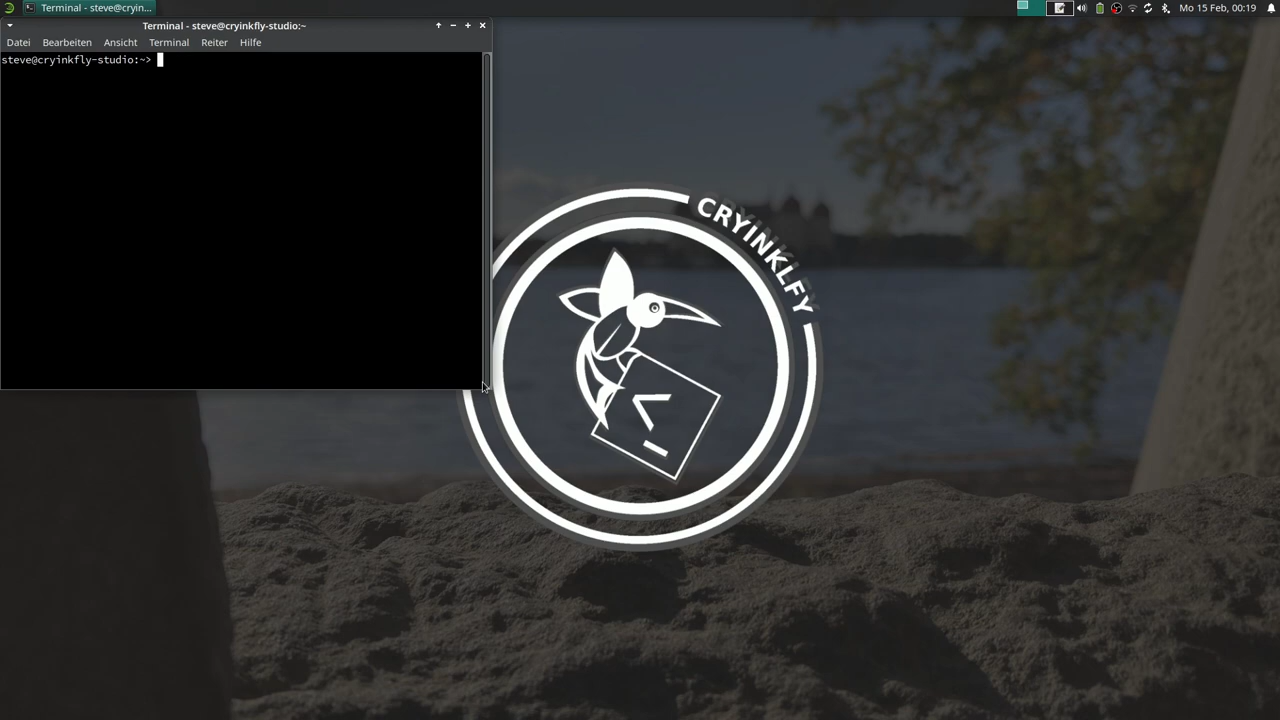 Terminal - steve@cryin...
Mo 15 Feb, 00:19
Terminal - steve@cryinkfly-studio:~
Datei Bearbeiten Ansicht Terminal Reiter Hilfe
steve@cryinkfly-studio:~>
CRYINKLFY
>_